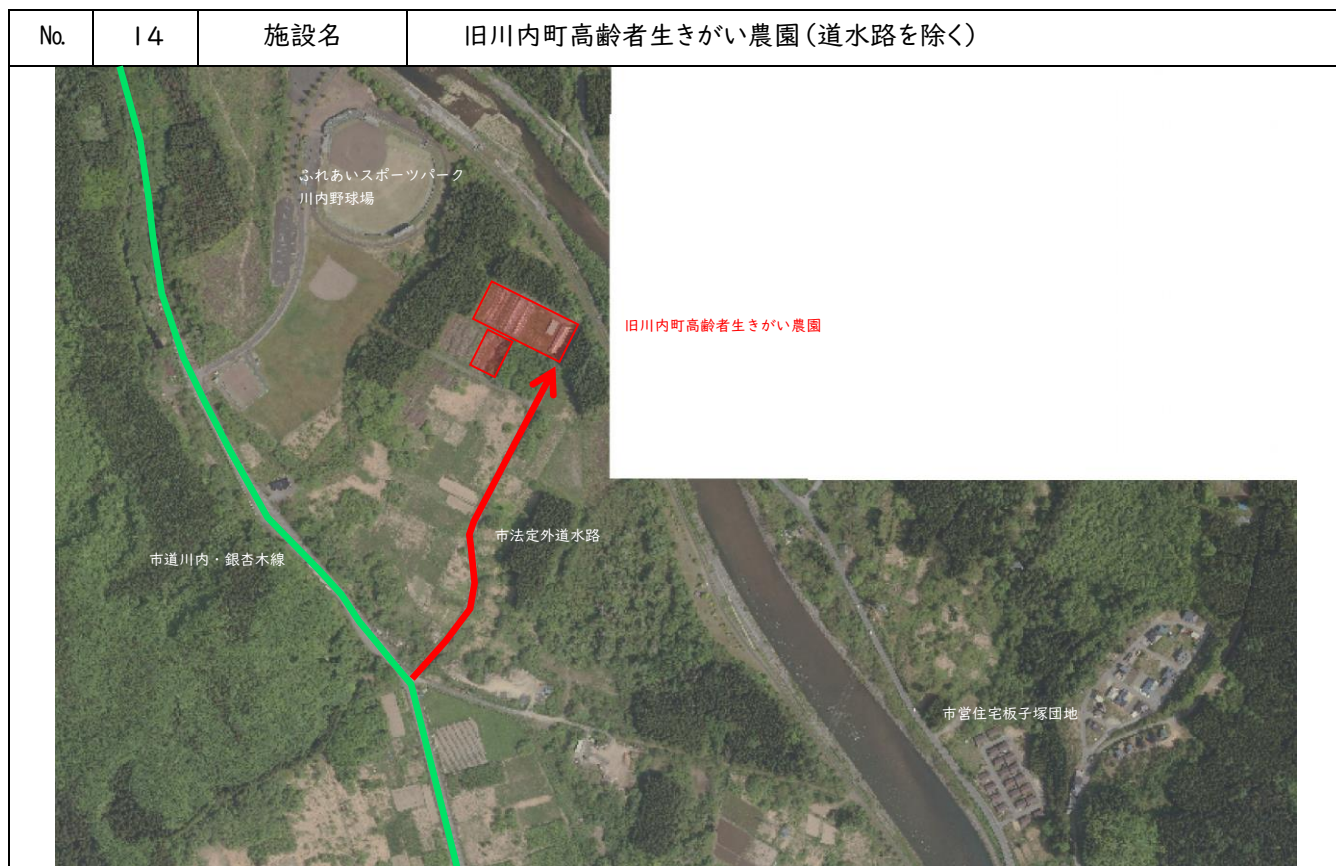 No. 14 施設名 旧川内町高齢者生きがい農園(道水路を除く)
ふれあいスポーツパーク
川内野球場
旧川内町高齢者生きがい農園
市法定外道水路
市道川内・銀杏木線
市営住宅板子塚団地